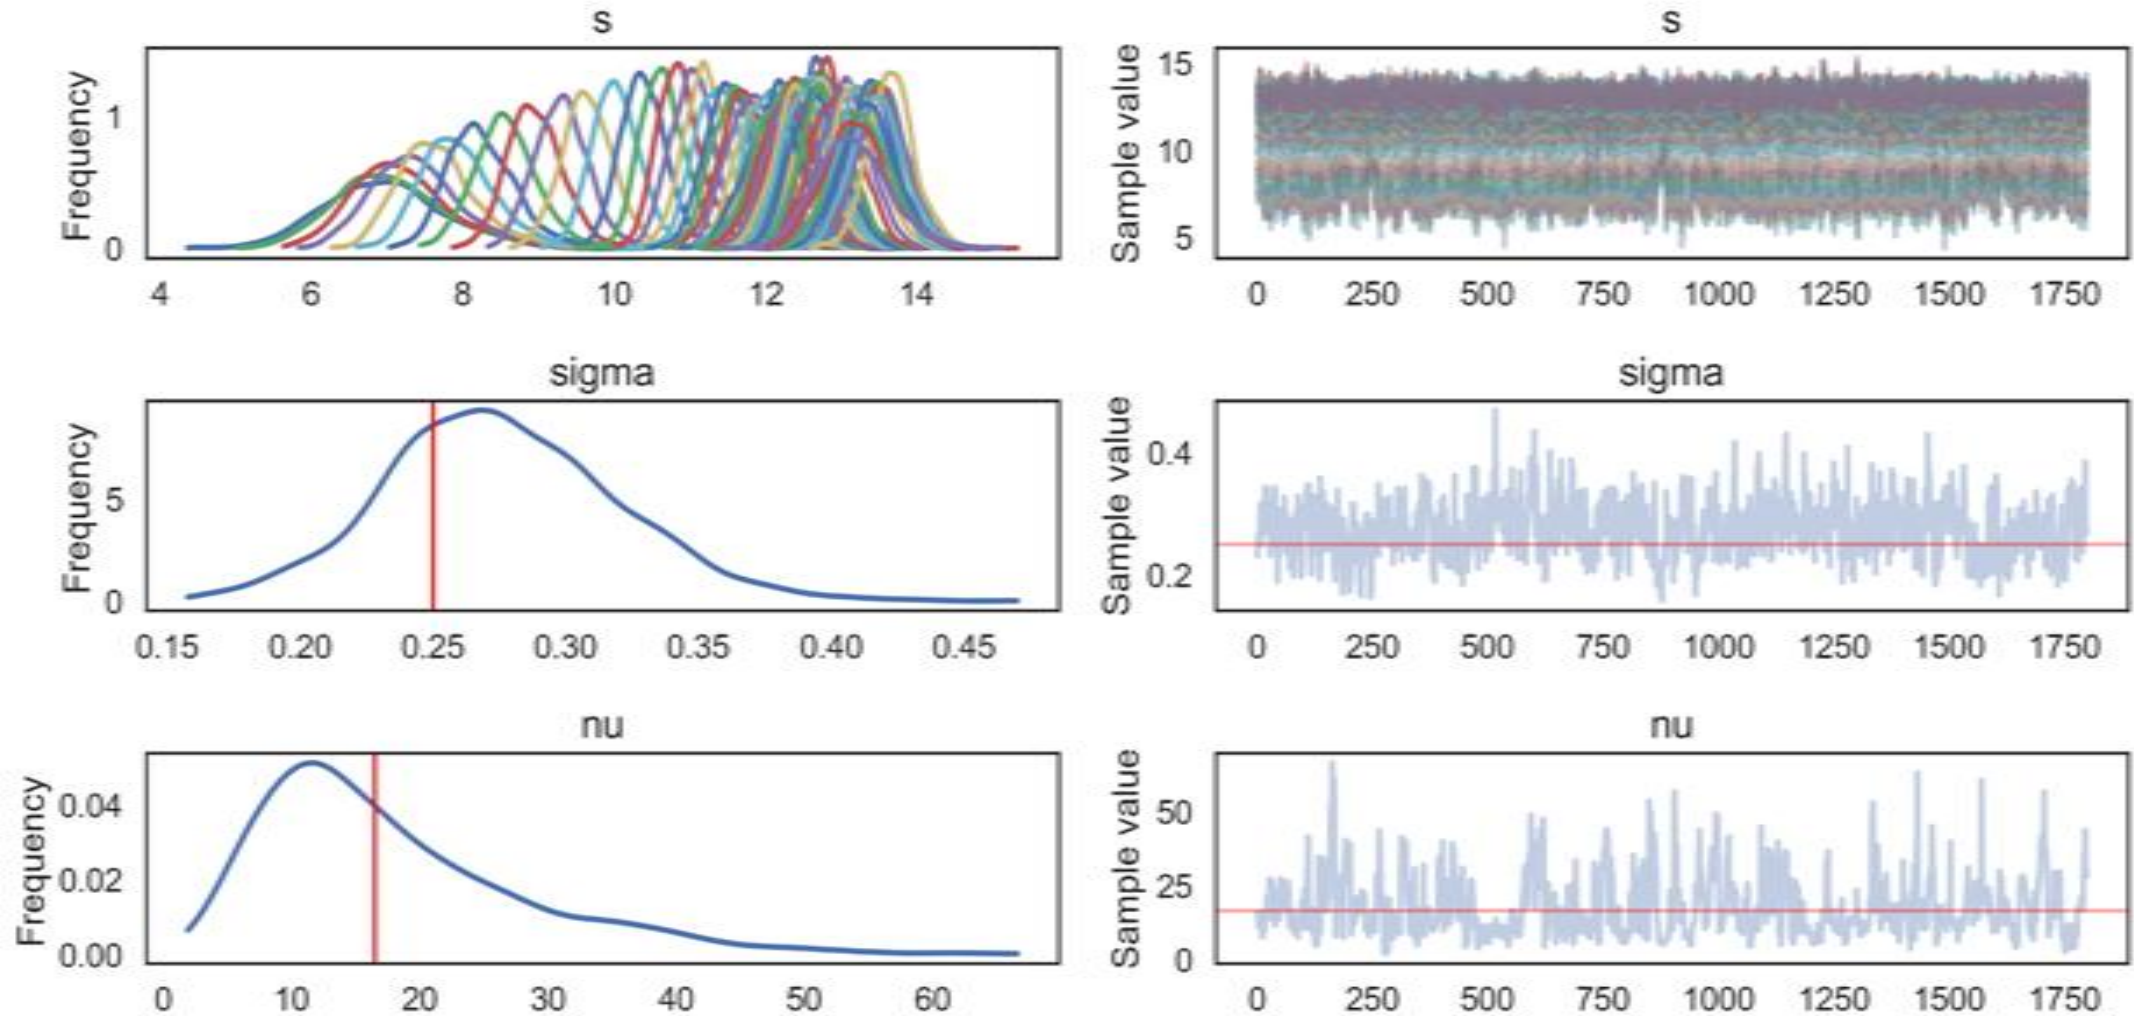 s
s
Frequency
1
0
4 6 8 10 12 14
Sample value
15
10
5
0 250 500 750 1000 1250 1500 1750
sigma
sigma
Frequency
5
0
0.15 0.20 0.25 0.30 0.35 0.40 0.45
Sample value
0.4
0.2
0 250 500 750 1000 1250 1500 1750
nu
nu
Frequency
0.04
0.02
0.00
0 10 20 30 40 50 60
Sample value
50
25
0
0 250 500 750 1000 1250 1500 1750